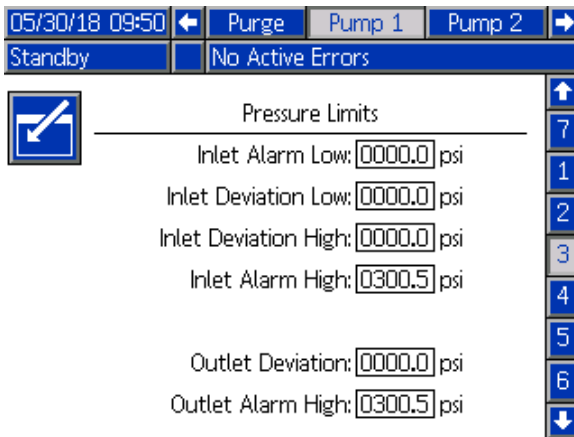 05/30/18 09:50 Purge Pump 1 Pump 2
Standby No Active Errors
Pressure Limits
7
Inlet Alarm Low: 0000.0 psi
1
Inlet Deviation Low: 0000.0 psi
2
Inlet Deviation High: 0000.0 psi
3
Inlet Alarm High: 0300.5 psi
4
5
Outlet Deviation: 0000.0 psi
6
Outlet Alarm High: 0300.5 psi